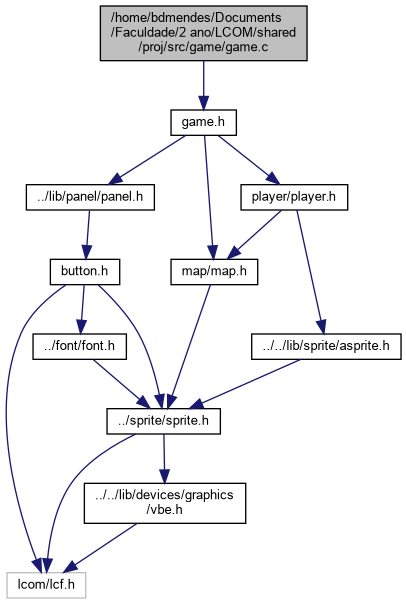 /home/bdmendes/Documents
/Faculdade/2 ano/LCOM/shared
/proj/src/game/game.c
game.h
../lib/panel/panel.h
player/player.h
button.h
map/map.h
../font/font.h
../../lib/sprite/asprite.h
../sprite/sprite.h
../../lib/devices/graphics
/vbe.h
lcom/lcf.h